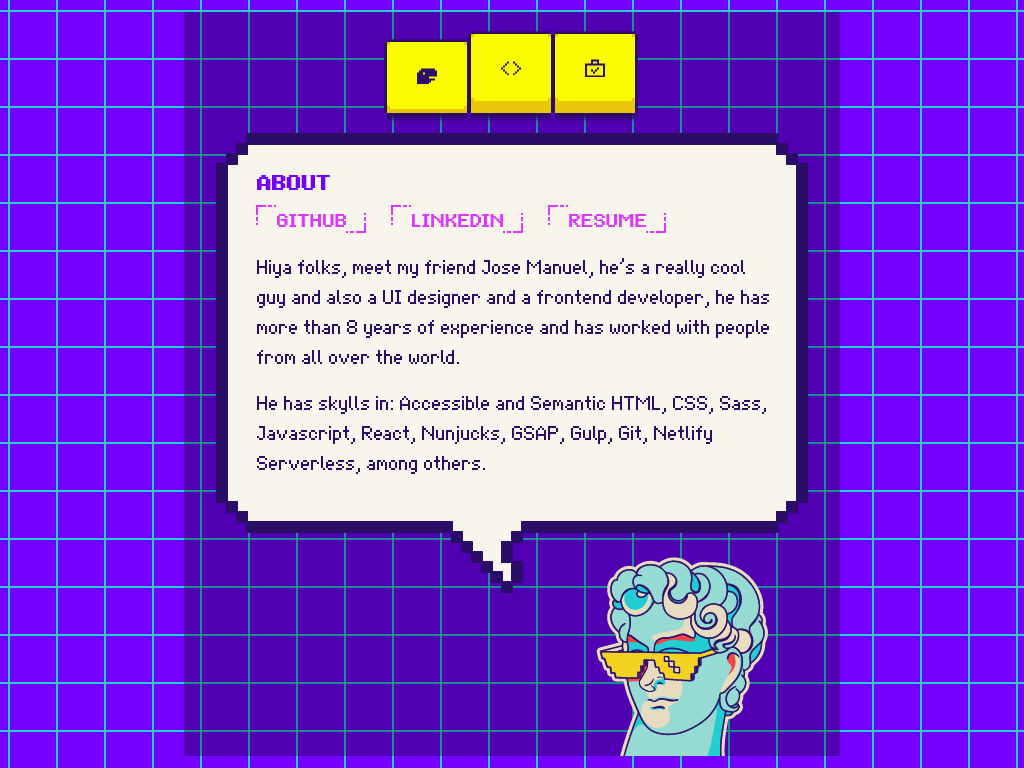 ABOUT
GITHUB LINKEDIN RESUME
Hiya folks, meet my friend Jose Manuel, he's a really cool
guy and also a UI designer and a frontend developer, he has
more than 8 years of experience and has worked with people
from all over the world.
He has skylls in: Accessible and Semantic HTML, CSS, Sass,
Javascript, React, Nunjucks, GSAP, Gulp, Git, Netlify
Serverless, among others.